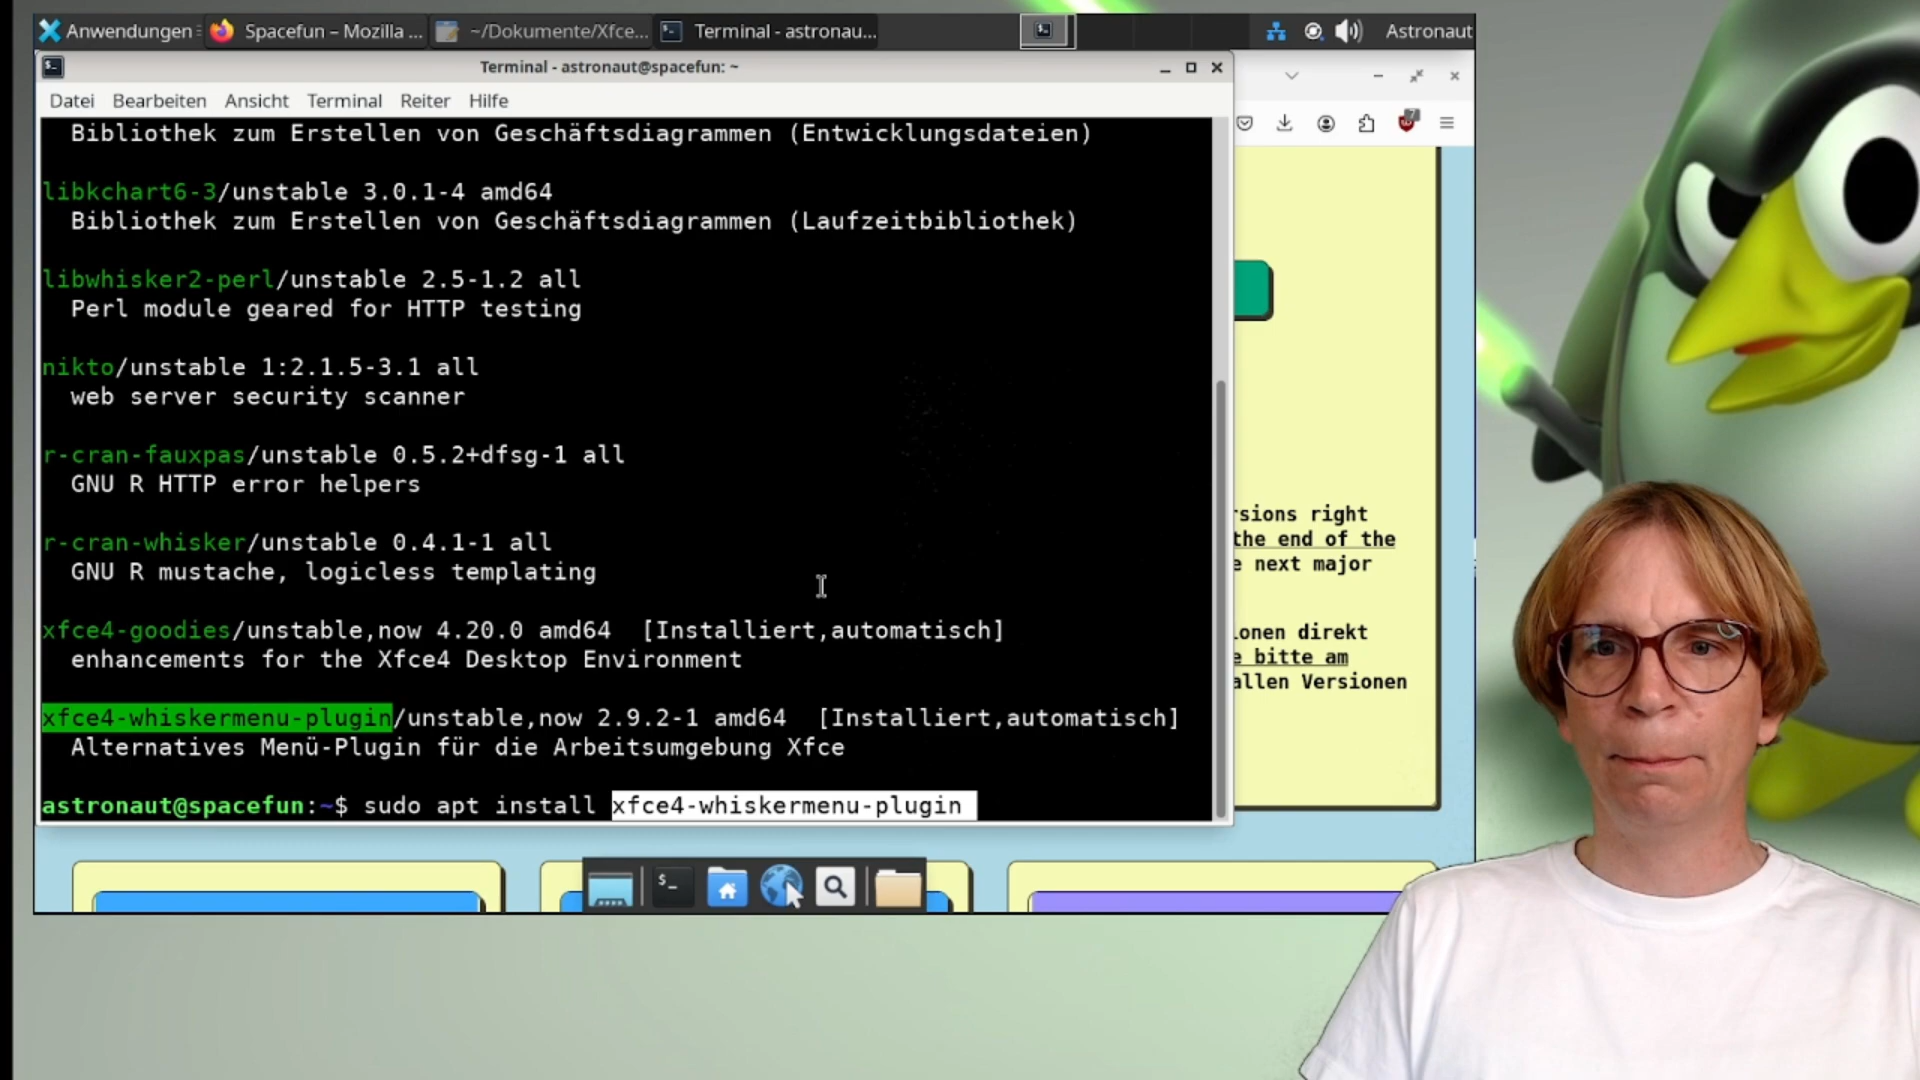 Anwendungen
Spacefun – Mozilla ...
~/Dokumente/Xfce...
Terminal - astronau...
Astronaut
Terminal - astronaut@spacefun: ~
Datei Bearbeiten Ansicht Terminal Reiter Hilfe
Bibliothek zum Erstellen von Geschäftsdiagrammen (Entwicklungsdateien)
libkchart6-3/unstable 3.0.1-4 amd64
Bibliothek zum Erstellen von Geschäftsdiagrammen (Laufzeitbibliothek)
libwhisker2-perl/unstable 2.5-1.2 all
Perl module geared for HTTP testing
nikto/unstable 1:2.1.5-3.1 all
web server security scanner
r-cran-fauxpas/unstable 0.5.2+dfsg-1 all
GNU R HTTP error helpers
r-cran-whisker/unstable 0.4.1-1 all
GNU R mustache, logicless templating
xfce4-goodies/unstable,now 4.20.0 amd64  [Installiert,automatisch]
enhancements for the Xfce4 Desktop Environment
xfce4-whiskermenu-plugin/unstable,now 2.9.2-1 amd64  [Installiert,automatisch]
Alternatives Menü-Plugin für die Arbeitsumgebung Xfce
astronaut@spacefun:~$ sudo apt install xfce4-whiskermenu-plugin
rsions right
the end of the
e next major
ionen direkt
e bitte am
allen Versionen